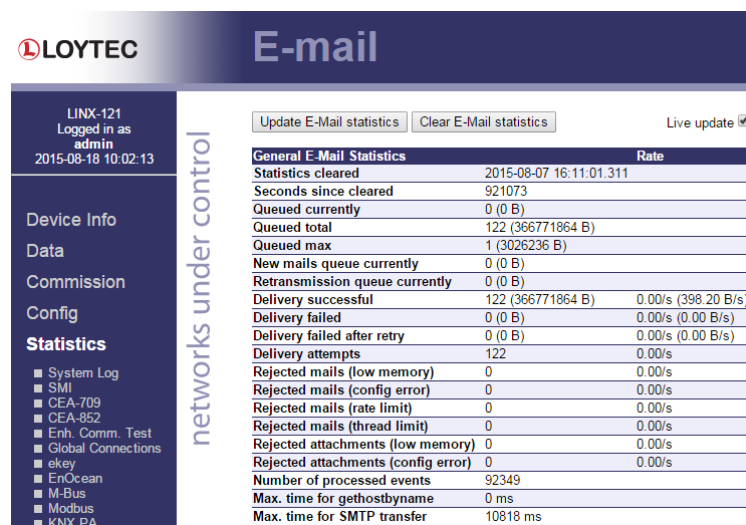 LOYTEC
E-mail
LINX-121
Logged in as
admin
2015-08-18 10:02:13
Device Info
Data
Commission
Config
Statistics
System Log
SMI
CEA-709
CEA-852
Enh. Comm. Test
Global Connections
ekey
EnOcean
M-Bus
Modbus
KNX PA
networks under control
Update E-Mail statistics Clear E-Mail statistics Live update
General E-Mail Statistics Rate
Statistics cleared 2015-08-07 16:11:01.311
Seconds since cleared 921073
Queued currently 0 (0 B)
Queued total 122 (366771864 B)
Queued max 1 (3026236 B)
New mails queue currently 0 (0 B)
Retransmission queue currently 0 (0 B)
Delivery successful 122 (366771864 B) 0.00/s (398.20 B/s)
Delivery failed 0 (0 B) 0.00/s (0.00 B/s)
Delivery failed after retry 0 (0 B) 0.00/s (0.00 B/s)
Delivery attempts 122 0.00/s
Rejected mails (low memory) 0 0.00/s
Rejected mails (config error) 0 0.00/s
Rejected mails (rate limit) 0 0.00/s
Rejected mails (thread limit) 0 0.00/s
Rejected attachments (low memory) 0 0.00/s
Rejected attachments (config error) 0 0.00/s
Number of processed events 92349
Max. time for gethostbyname 0 ms
Max. time for SMTP transfer 10818 ms